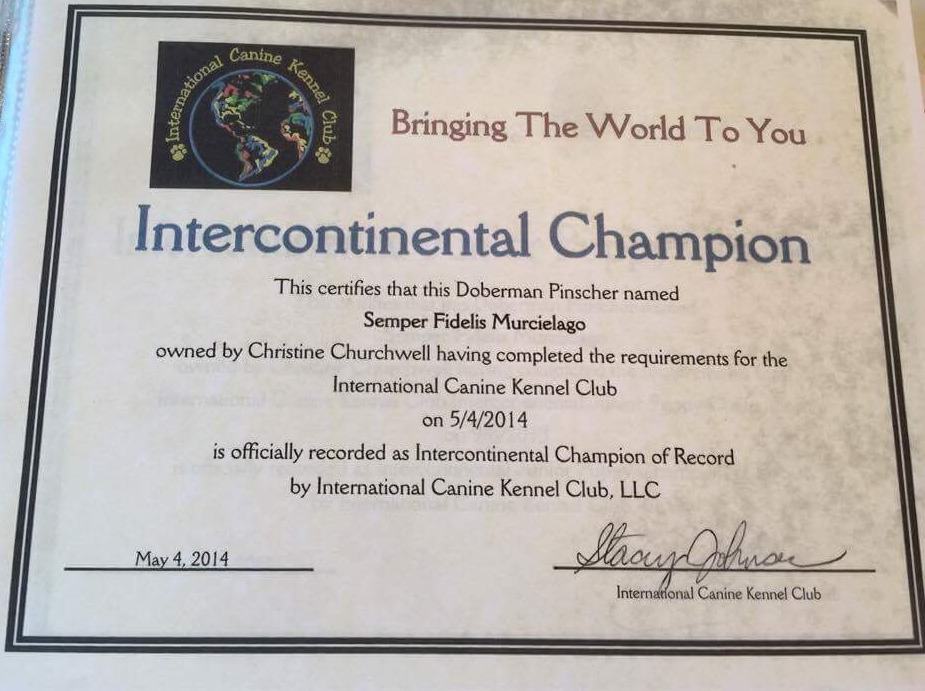 International Canine Kennel Club
Bringing The World To You
Intercontinental Champion
This certifies that this Doberman Pinscher named
Semper Fidelis Murcielago
owned by Christine Churchwell having completed the requirements for the
International Canine Kennel Club
on 5/4/2014
is officially recorded as Intercontinental Champion of Record
by International Canine Kennel Club, LLC
May 4, 2014
International Canine Kennel Club